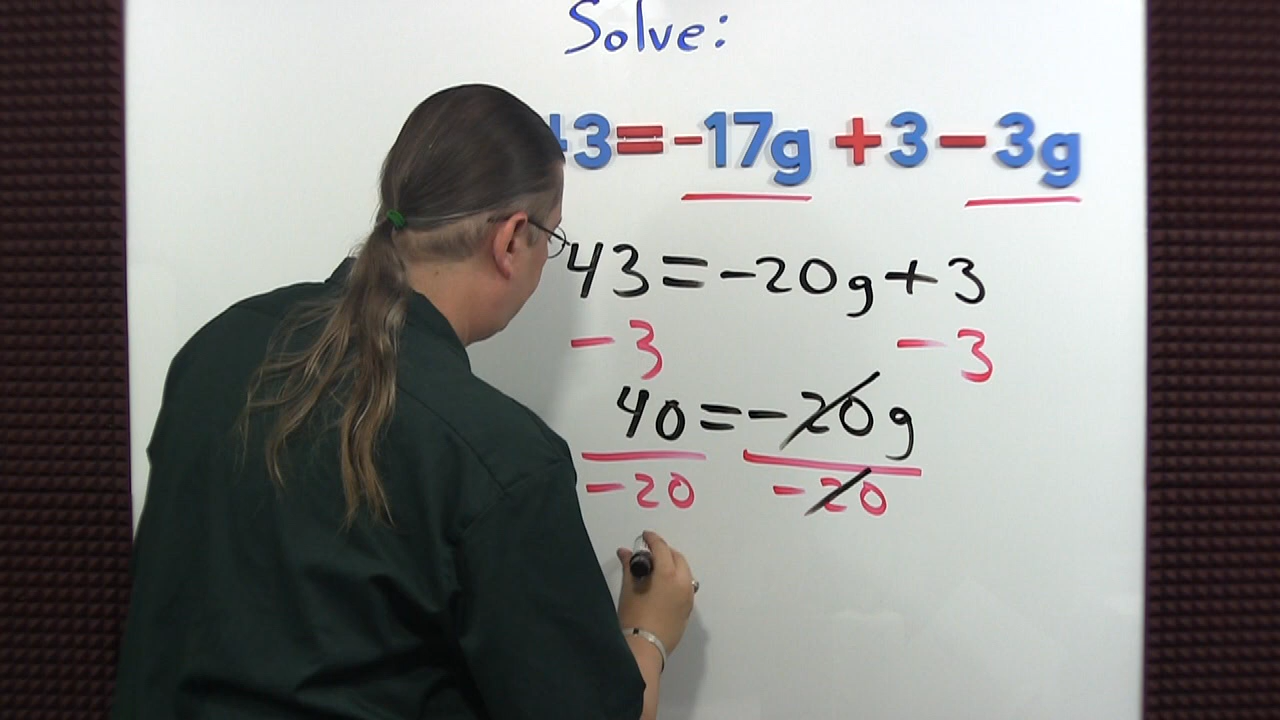 Solve:
43=-17g+3-3g
43=-20g+3
-3 -3
40=-20g
-20 -20